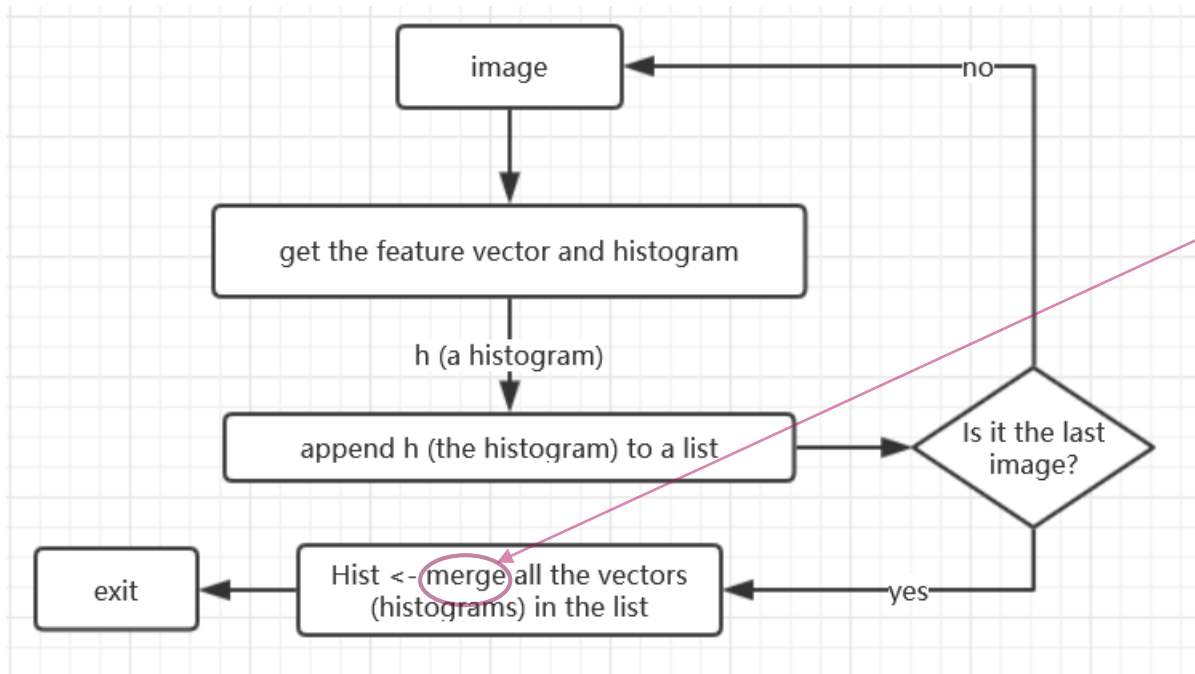 image
no
get the feature vector and histogram
h (a histogram)
append h (the histogram) to a list
Is it the last
image?
Hist <- merge all the vectors
(histograms) in the list
yes
exit